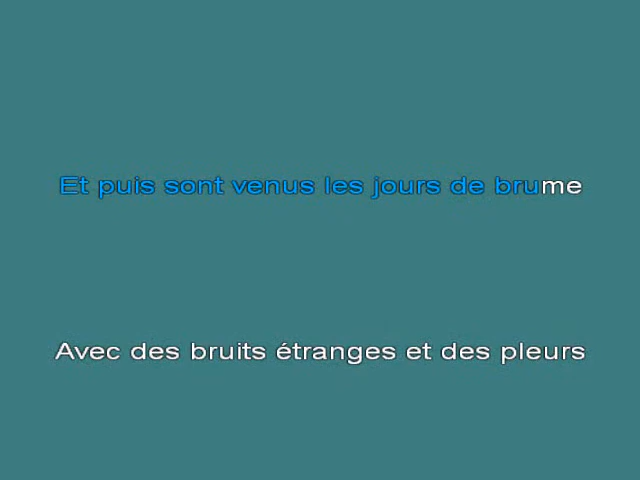 Et puis sont venus les jours de brume
Avec des bruits étranges et des pleurs